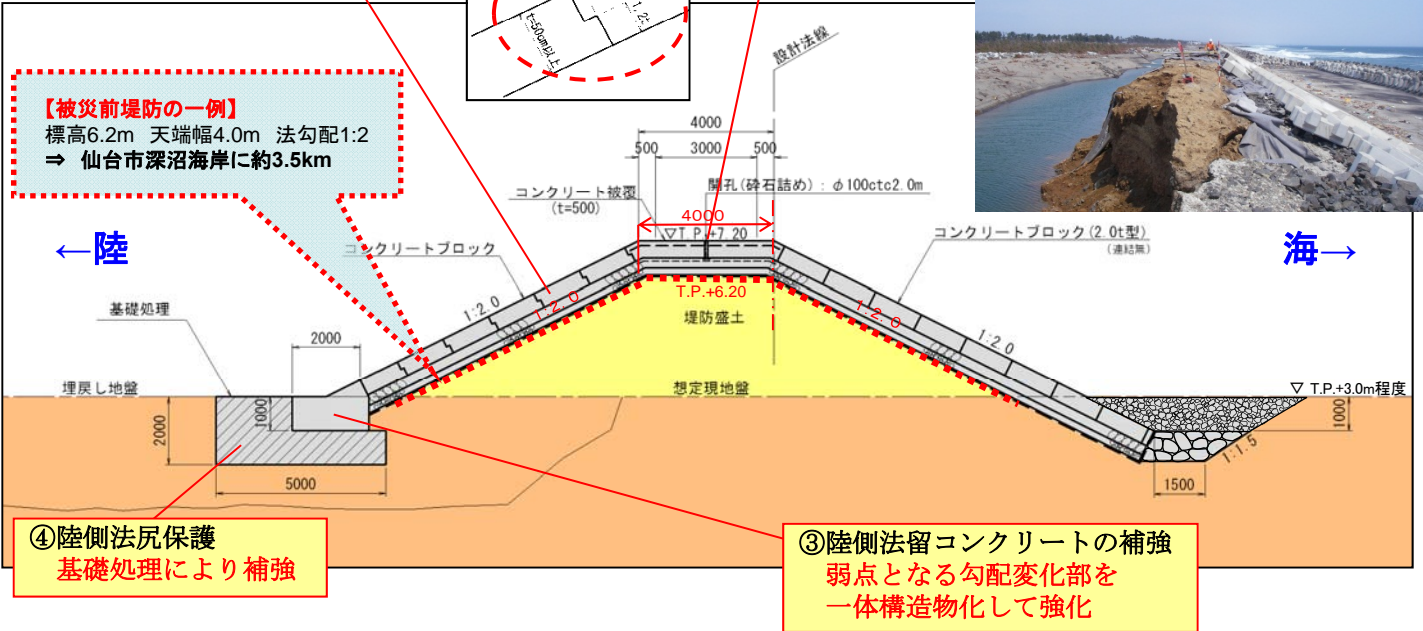 1.2t
t=50cm以上
設計法線
【被災前堤防の一例】
標高6.2m 天端幅4.0m 法勾配1:2
⇒ 仙台市深沼海岸に約3.5km
4000
500 3000 500
コンクリート被覆
(t=500)
開孔(砕石詰め)：φ100ctc2.0m
4000
▽T.P.+7.20
←陸
コンクリートブロック
コンクリートブロック(2.0t型)
(連結無)
海→
T.P.+6.20
基礎処理
1:2.0
1:2.0
堤防盛土
1:2.0
1:2.0
2000
埋戻し地盤
想定現地盤
▽ T.P.+3.0m程度
2000
1000
1000
1:1.5
5000
1500
④陸側法尻保護
基礎処理により補強
③陸側法留コンクリートの補強
弱点となる勾配変化部を
一体構造物化して強化